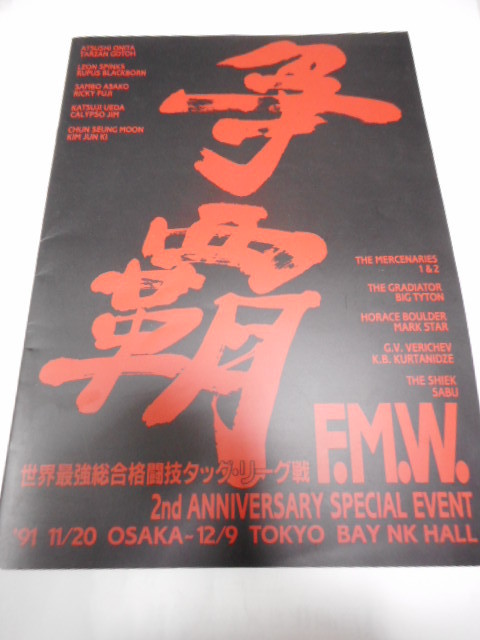 ATSUSHI ONITA
TARZAN GOTOH
LEON SPINKS
RUFUS BLACKBORN
SAMBO ASAKO
RICKY FUJI
KATSUJI UEDA
CALYPSO JIM
CHUN SEUNG MOON
KIM JUN KI
争覇
THE MERCENARIES
1 & 2
THE GRADIATOR
BIG TYTON
HORACE BOULDER
MARK STAR
G.V. VERICHEV
K.B. KURTANIDZE
THE SHIEK
SABU
F.M.W.
世界最強総合格闘技タッグ・リーグ戦
2nd ANNIVERSARY SPECIAL EVENT
'91 11/20 OSAKA~12/9 TOKYO BAY NK HALL